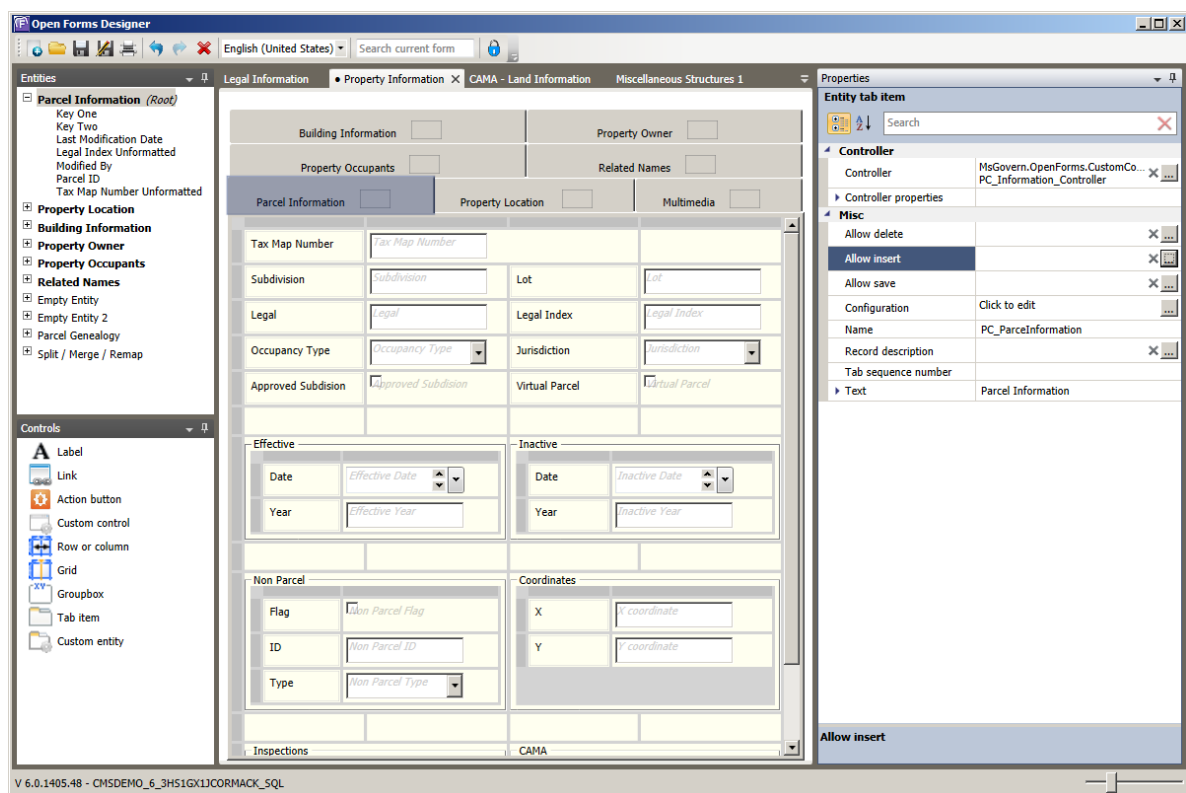 Open Forms Designer
English (United States)
Search current form
Entities
Parcel Information (Root)
Key One
Key Two
Last Modification Date
Legal Index Unformatted
Modified By
Parcel ID
Tax Map Number Unformatted
Property Location
Building Information
Property Owner
Property Occupants
Related Names
Empty Entity
Empty Entity 2
Parcel Genealogy
Split / Merge / Remap
Controls
A Label
Link
Action button
Custom control
Row or column
Grid
XY Groupbox
Tab item
Custom entity
Legal Information
• Property Information
CAMA - Land Information
Miscellaneous Structures 1
Building Information
Property Owner
Property Occupants
Related Names
Parcel Information
Property Location
Multimedia
Tax Map Number Tax Map Number
Subdivision Subdivision Lot Lot
Legal Legal Legal Index Legal Index
Occupancy Type Occupancy Type Jurisdiction Jurisdiction
Approved Subdision Approved Subdision Virtual Parcel Virtual Parcel
Effective
Date Effective Date
Year Effective Year
Inactive
Date Inactive Date
Year Inactive Year
Non Parcel
Flag Non Parcel Flag
ID Non Parcel ID
Type Non Parcel Type
Coordinates
X X coordinate
Y Y coordinate
Inspections
CAMA
Properties
Entity tab item
Search
Controller
Controller MsGovern.OpenForms.CustomCo...
PC_Information_Controller
Controller properties
Misc
Allow delete
Allow insert
Allow save
Configuration Click to edit
Name PC_ParceInformation
Record description
Tab sequence number
Text Parcel Information
Allow insert
V 6.0.1405.48 - CMSDEMO_6_3HS1GX1JCORMACK_SQL